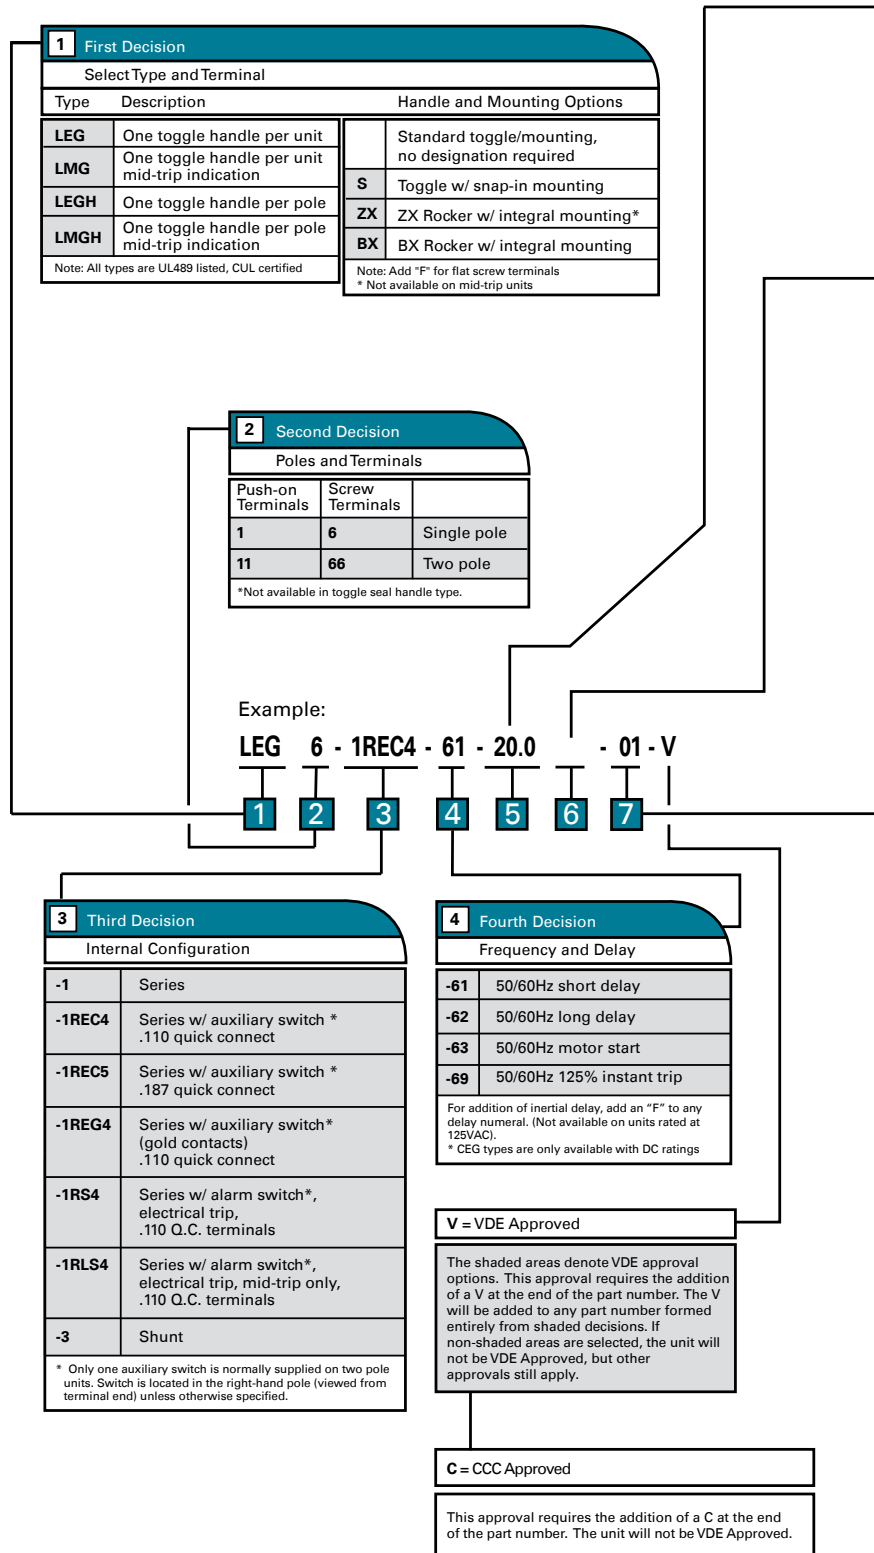 1 First Decision
Select Type and Terminal
Type Description Handle and Mounting Options
LEG One toggle handle per unit
LMG One toggle handle per unit
mid-trip indication
LEGH One toggle handle per pole
LMGH One toggle handle per pole
mid-trip indication
Note: All types are UL489 listed, CUL certified
Standard toggle/mounting,
no designation required
S Toggle w/ snap-in mounting
ZX ZX Rocker w/ integral mounting*
BX BX Rocker w/ integral mounting
Note: Add "F" for flat screw terminals
* Not available on mid-trip units
2 Second Decision
Poles and Terminals
Push-on Screw
Terminals Terminals
1 6 Single pole
11 66 Two pole
*Not available in toggle seal handle type.
Example:
LEG 6 - 1REC4 - 61 - 20.0 - 01 - V
1 2 3 4 5 6 7
3 Third Decision
Internal Configuration
-1 Series
-1REC4 Series w/ auxiliary switch *
.110 quick connect
-1REC5 Series w/ auxiliary switch *
.187 quick connect
-1REG4 Series w/ auxiliary switch*
(gold contacts)
.110 quick connect
-1RS4 Series w/ alarm switch*,
electrical trip,
.110 Q.C. terminals
-1RLS4 Series w/ alarm switch*,
electrical trip, mid-trip only,
.110 Q.C. terminals
-3 Shunt
* Only one auxiliary switch is normally supplied on two pole
units. Switch is located in the right-hand pole (viewed from
terminal end) unless otherwise specified.
4 Fourth Decision
Frequency and Delay
-61 50/60Hz short delay
-62 50/60Hz long delay
-63 50/60Hz motor start
-69 50/60Hz 125% instant trip
For addition of inertial delay, add an “F” to any
delay numeral. (Not available on units rated at
125VAC).
* CEG types are only available with DC ratings
V = VDE Approved
The shaded areas denote VDE approval
options. This approval requires the addition
of a V at the end of the part number. The V
will be added to any part number formed
entirely from shaded decisions. If
non-shaded areas are selected, the unit will
not be VDE Approved, but other
approvals still apply.
C = CCC Approved
This approval requires the addition of a C at the end
of the part number. The unit will not be VDE Approved.